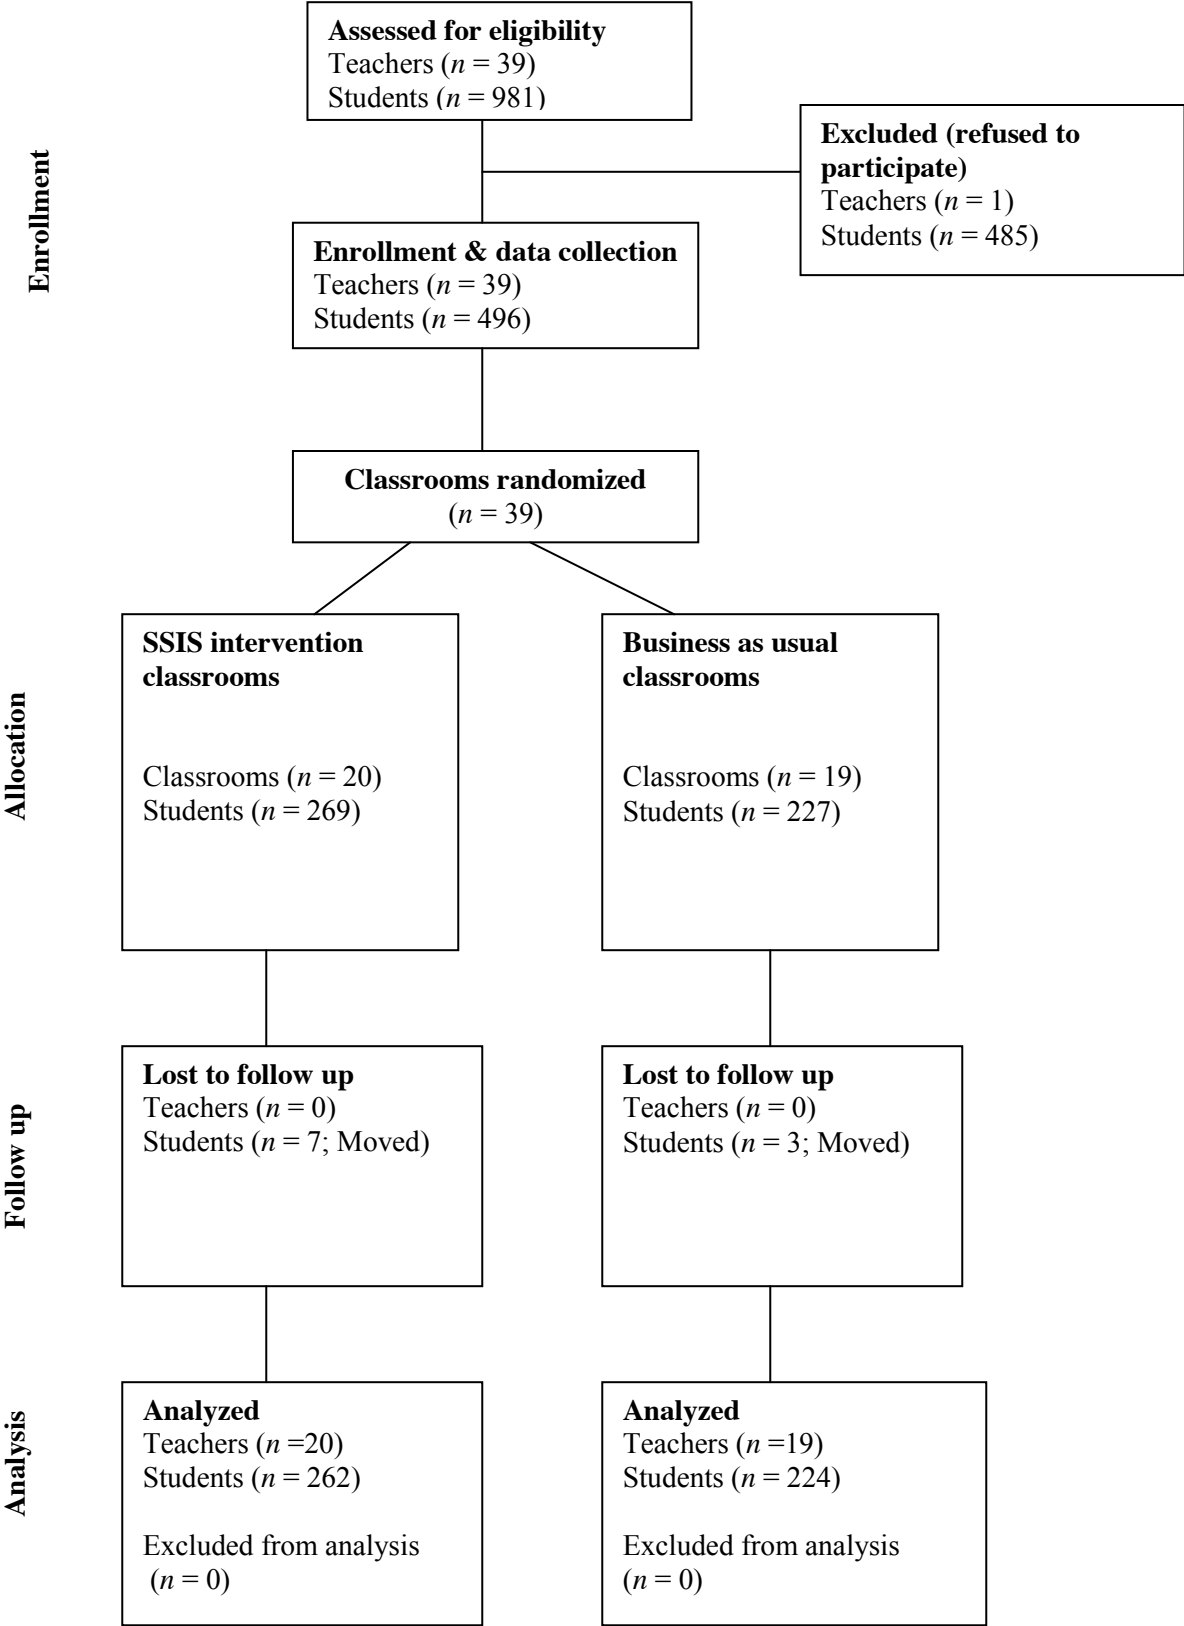 Assessed for eligibility
Teachers (n = 39)
Students (n = 981)
Excluded (refused to
participate)
Teachers (n = 1)
Students (n = 485)
Enrollment
Enrollment & data collection
Teachers (n = 39)
Students (n = 496)
Classrooms randomized
(n = 39)
Allocation
SSIS intervention
classrooms
Classrooms (n = 20)
Students (n = 269)
Business as usual
classrooms
Classrooms (n = 19)
Students (n = 227)
Follow up
Lost to follow up
Teachers (n = 0)
Students (n = 7; Moved)
Lost to follow up
Teachers (n = 0)
Students (n = 3; Moved)
Analysis
Analyzed
Teachers (n =20)
Students (n = 262)
Excluded from analysis
(n = 0)
Analyzed
Teachers (n =19)
Students (n = 224)
Excluded from analysis
(n = 0)